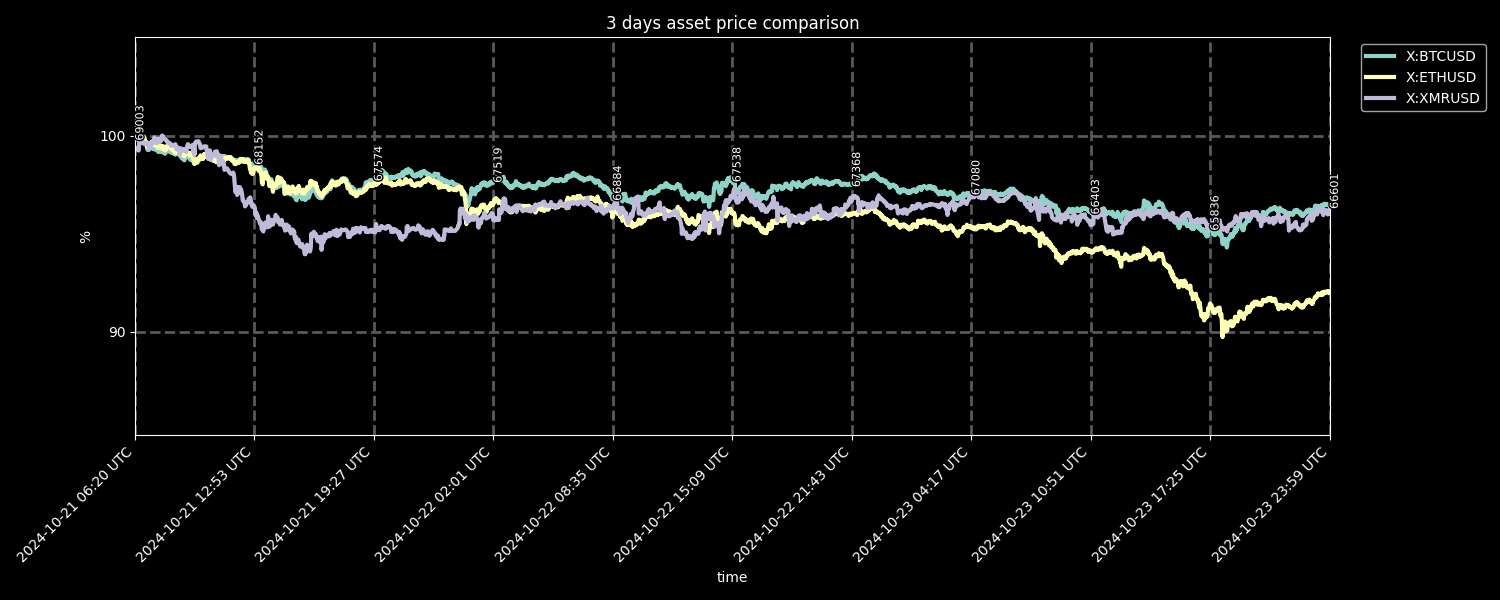 3 days asset price comparison
X:BTCUSD
X:ETHUSD
X:XMRUSD
100
90
%
69003
68152
67574
67519
66884
67538
67368
67080
66403
65836
66601
2024-10-21 06:20 UTC
2024-10-21 12:53 UTC
2024-10-21 19:27 UTC
2024-10-22 02:01 UTC
2024-10-22 08:35 UTC
2024-10-22 15:09 UTC
2024-10-22 21:43 UTC
2024-10-23 04:17 UTC
2024-10-23 10:51 UTC
2024-10-23 17:25 UTC
2024-10-23 23:59 UTC
time